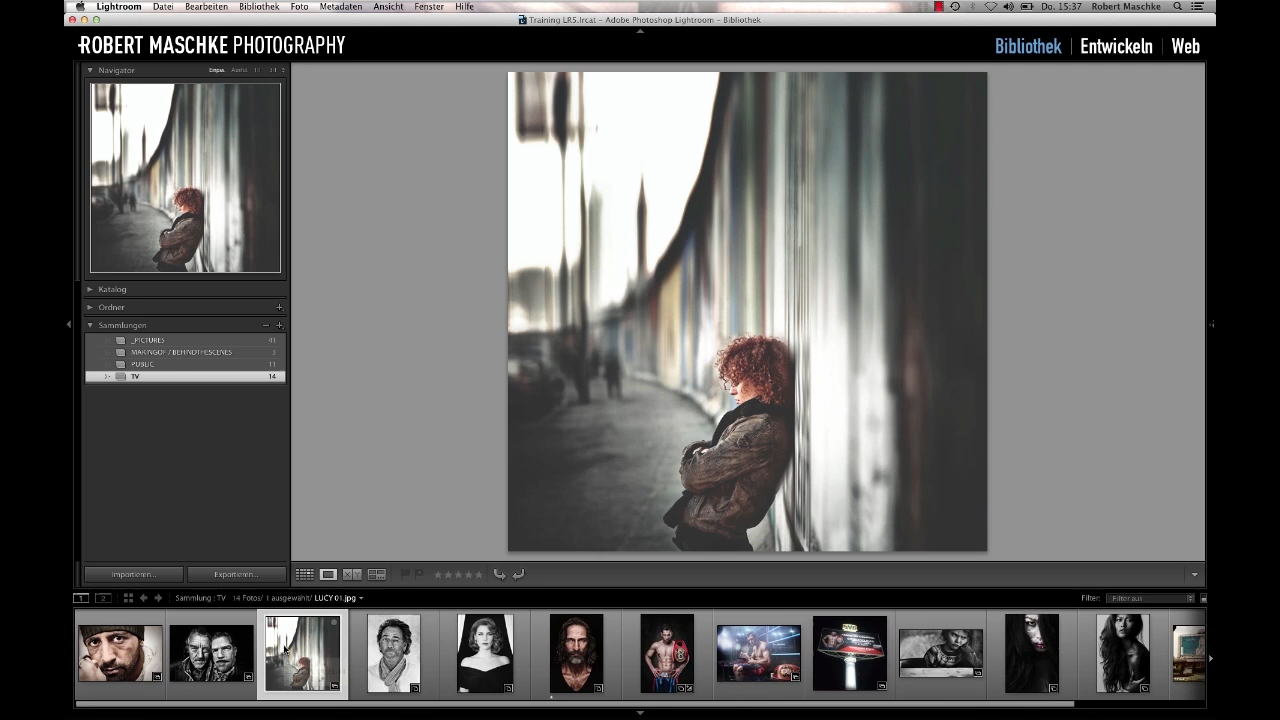 Lightroom Datei Bearbeiten Bibliothek Foto Metadaten Ansicht Fenster Hilfe Do. 15:37 Robert Maschke
Training LR5.lrcat – Adobe Photoshop Lightroom – Bibliothek
ROBERT MASCHKE PHOTOGRAPHY
Bibliothek | Entwickeln | Web
Navigator
Katalog
Ordner
Sammlungen
_PICTURES 41
MAKINGOF / BEHINDTHESCENES 3
PUBLIC 11
TV 14
Importieren... Exportieren...
1 2 Sammlung : TV 14 Fotos/ 1 ausgewählt/ LUCY 01.jpg Filter: Filter aus